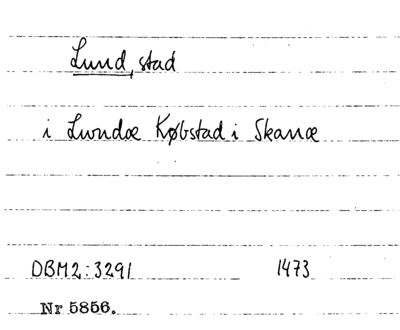 Lund, stad
i Lundæ Købstad i Skanæ
DBM2:3291 1473
Nr 5856.